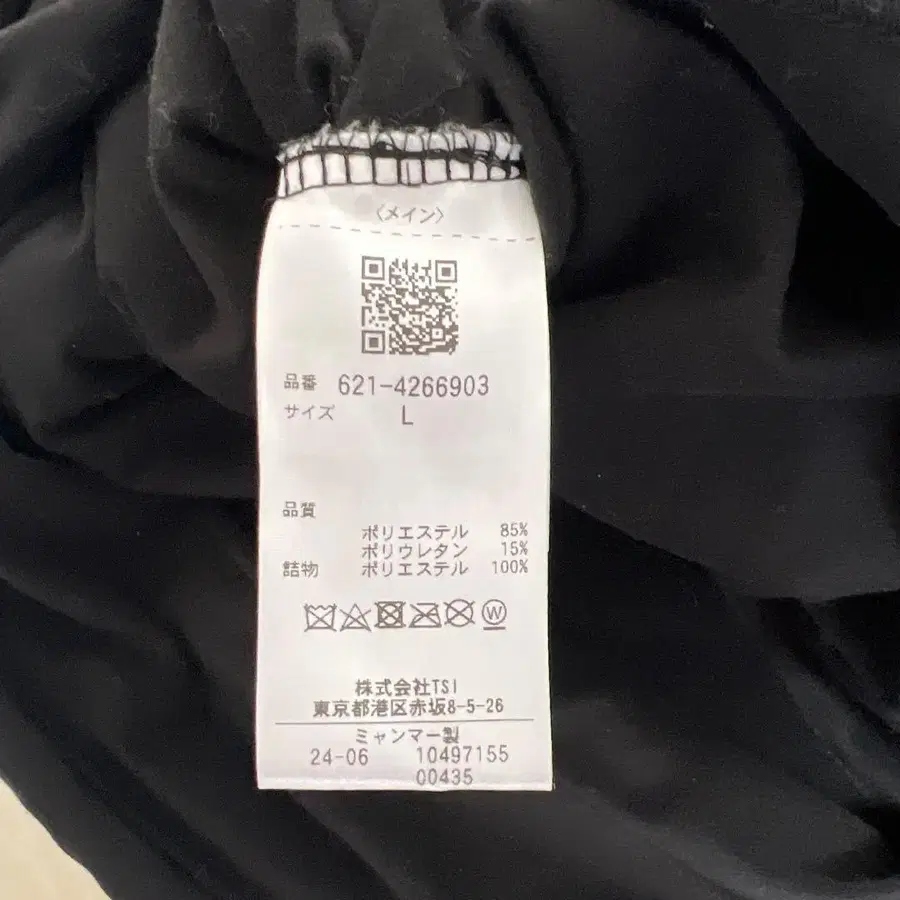 〈メイン〉
品番 621-4266903
サイズ L
品質
ポリエステル 85%
ポリウレタン 15%
詰物 ポリエステル 100%
W
株式会社TSI
東京都港区赤坂8-5-26
ミャンマー製
24-06 10497155
00435